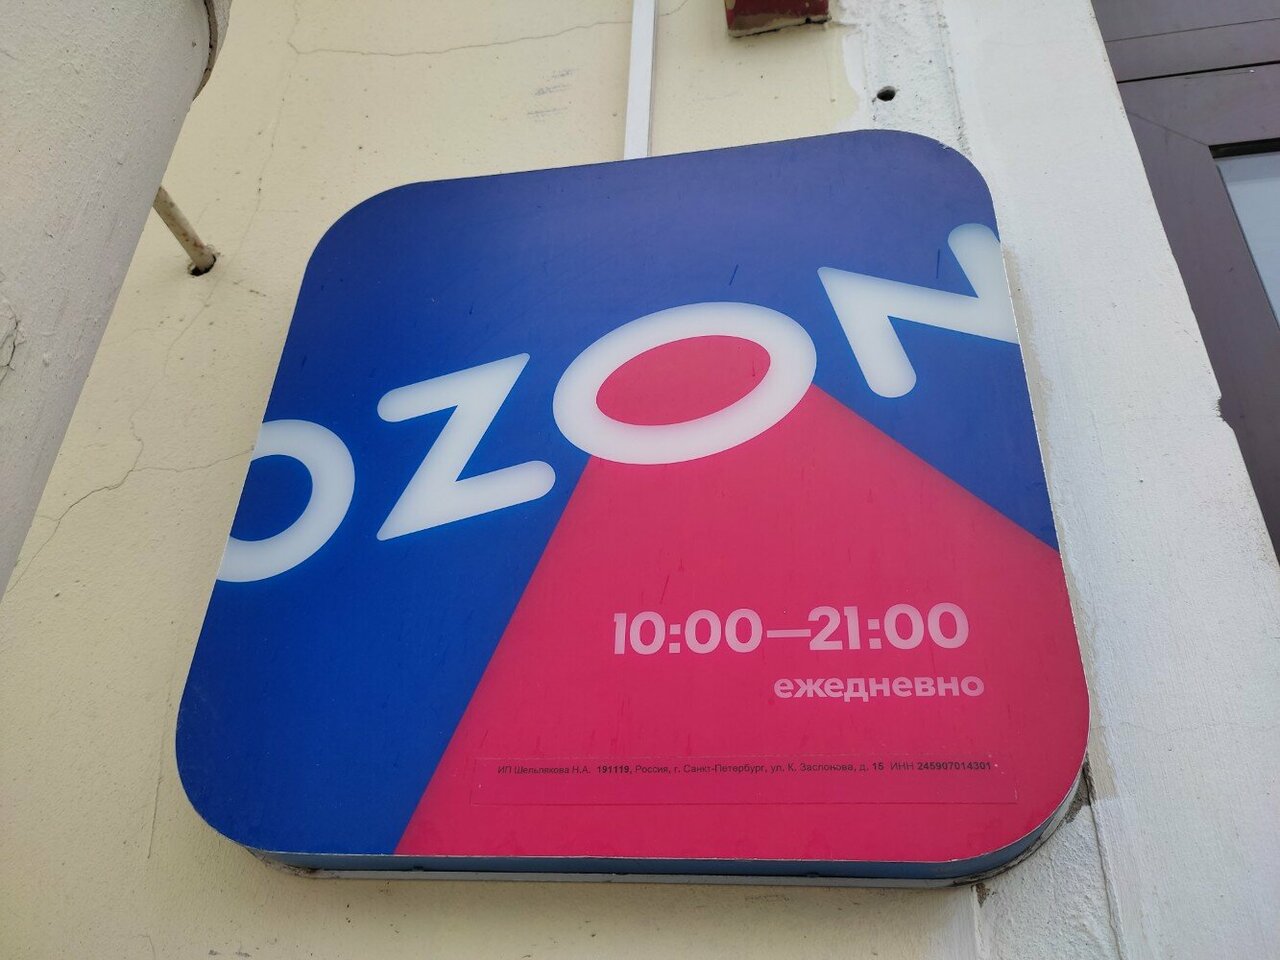 OZON
10:00—21:00
ежедневно
ИП Шельпякова Н.А. 191119, Россия, г. Санкт-Петербург, ул. К. Заслонова, д. 15 ИНН 245907014301